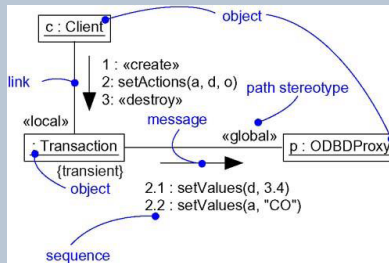 c : Client
object
1 : «create»
2: setActions(a, d, o)
3: «destroy»
link
path stereotype
«local»
message
«global»
: Transaction
p : ODBDProxy
{transient}
object
2.1 : setValues(d, 3.4)
2.2 : setValues(a, "CO")
sequence